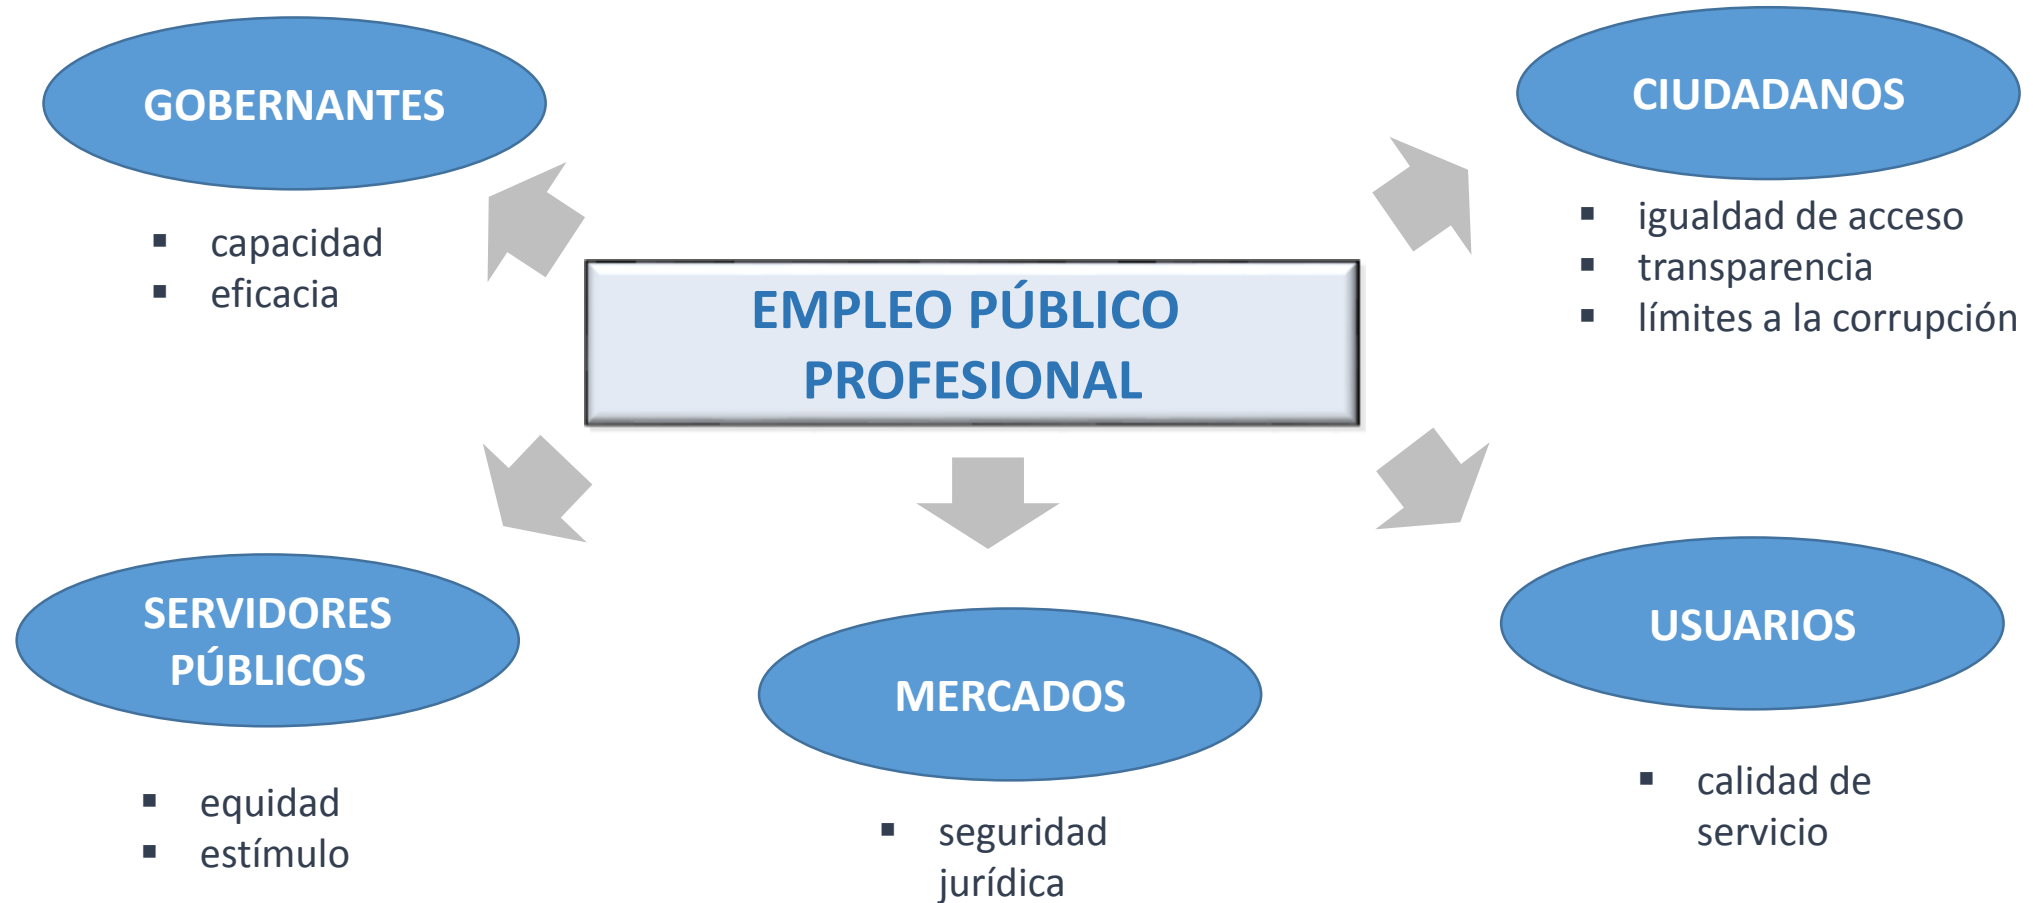 GOBERNANTES
▪ capacidad
▪ eficacia
CIUDADANOS
▪ igualdad de acceso
▪ transparencia
▪ límites a la corrupción
EMPLEO PÚBLICO
PROFESIONAL
SERVIDORES
PÚBLICOS
▪ equidad
▪ estímulo
MERCADOS
▪ seguridad
jurídica
USUARIOS
▪ calidad de
servicio